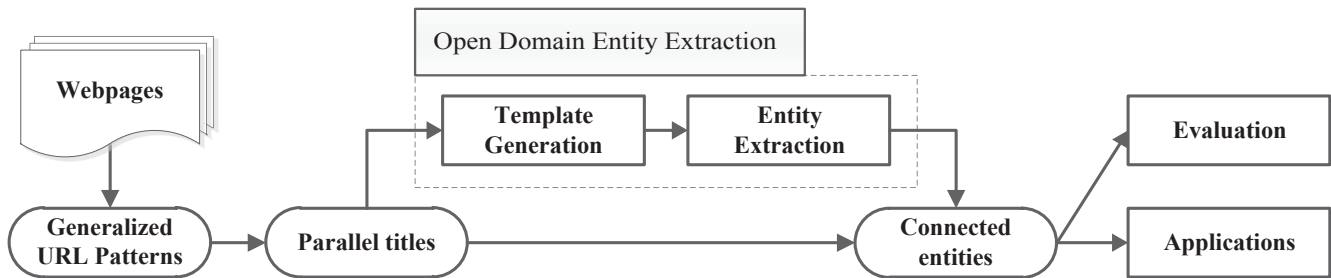 Open Domain Entity Extraction
Webpages
Template
Generation
Entity
Extraction
Evaluation
Generalized
URL Patterns
Parallel titles
Connected
entities
Applications